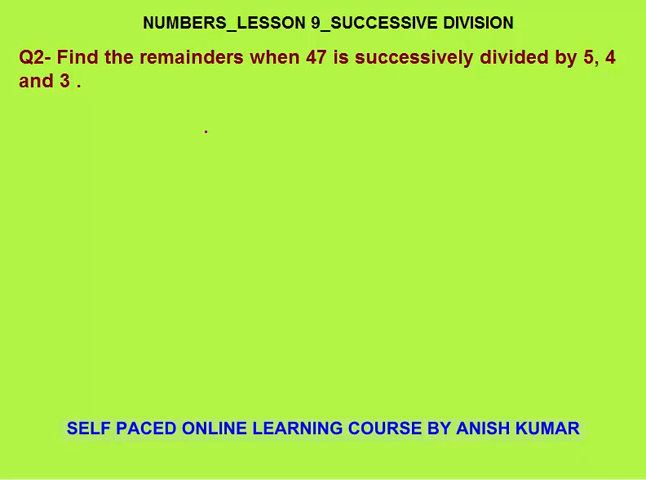 NUMBERS_LESSON 9_SUCCESSIVE DIVISION
Q2- Find the remainders when 47 is successively divided by 5, 4
and 3 .
SELF PACED ONLINE LEARNING COURSE BY ANISH KUMAR